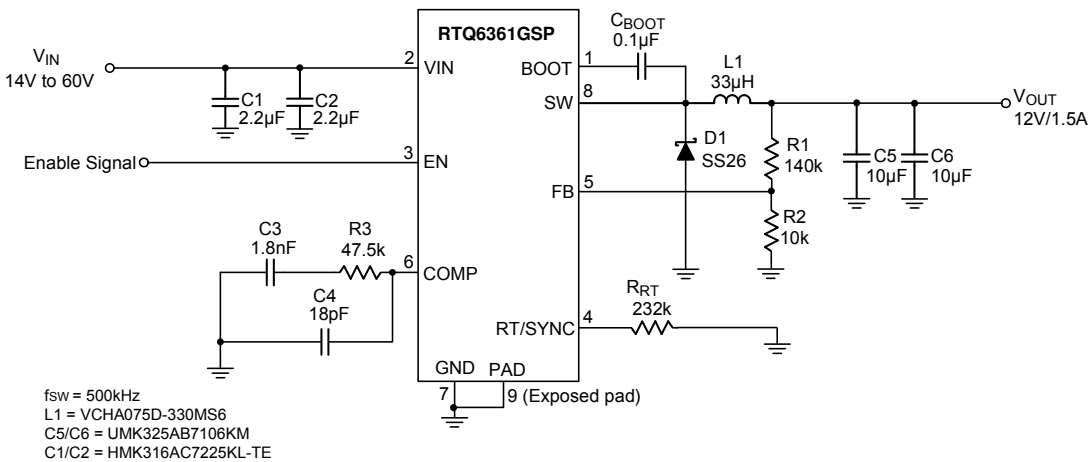 RTQ6361GSP
VIN
14V to 60V
2
VIN
C1
2.2µF
C2
2.2µF
Enable Signal
3
EN
C3
1.8nF
R3
47.5k
6
COMP
C4
18pF
GND
PAD
7
9 (Exposed pad)
BOOT
1
CBOOT
0.1µF
SW
8
L1
33µH
VOUT
12V/1.5A
D1
SS26
R1
140k
C5
10µF
C6
10µF
FB
5
R2
10k
RT/SYNC
4
RRT
232k
fsw = 500kHz
L1 = VCHA075D-330MS6
C5/C6 = UMK325AB7106KM
C1/C2 = HMK316AC7225KL-TE